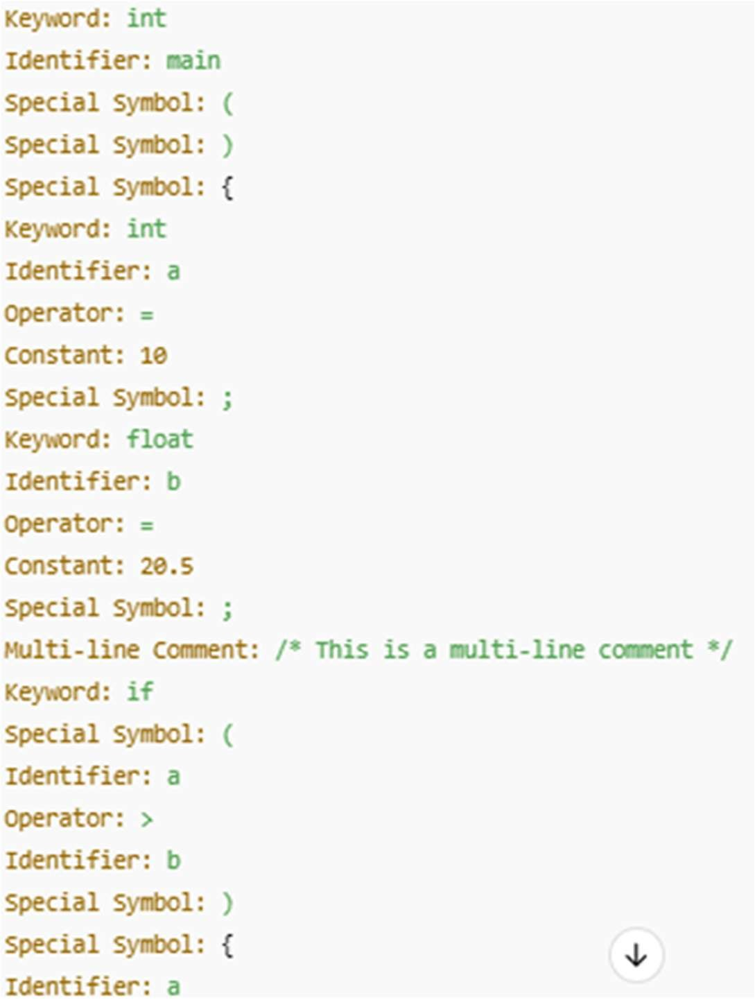 Keyword: int
Identifier: main
Special Symbol: (
Special Symbol: )
Special Symbol: {
Keyword: int
Identifier: a
Operator: =
Constant: 10
Special Symbol: ;
Keyword: float
Identifier: b
Operator: =
Constant: 20.5
Special Symbol: ;
Multi-line Comment: /* This is a multi-line comment */
Keyword: if
Special Symbol: (
Identifier: a
Operator: >
Identifier: b
Special Symbol: )
Special Symbol: {
Identifier: a